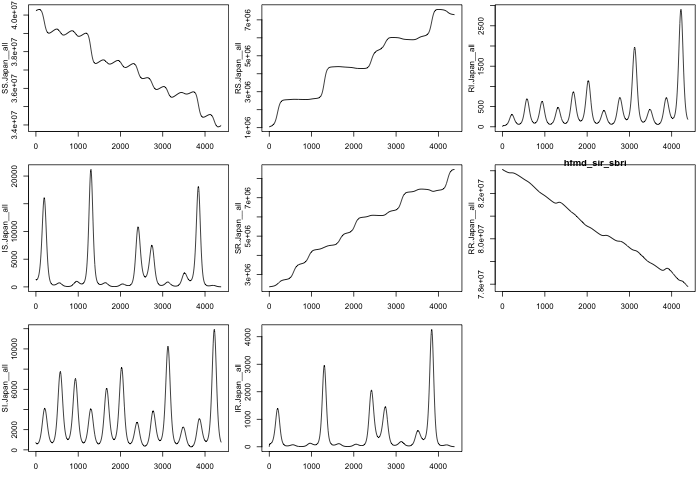 SS.Japan__all
3.4e+07 3.6e+07 3.8e+07 4.0e+07
0 1000 2000 3000 4000
RS.Japan__all
1e+06 3e+06 5e+06 7e+06
0 1000 2000 3000 4000
RI.Japan__all
0 500 1500 2500
0 1000 2000 3000 4000
IS.Japan__all
0 5000 10000 20000
0 1000 2000 3000 4000
SR.Japan__all
3e+06 5e+06 7e+06
0 1000 2000 3000 4000
hfmd_sir_sbri
RR.Japan__all
7.8e+07 8.0e+07 8.2e+07
0 1000 2000 3000 4000
SI.Japan__all
0 2000 6000 10000
0 1000 2000 3000 4000
IR.Japan__all
0 1000 2000 3000 4000
0 1000 2000 3000 4000